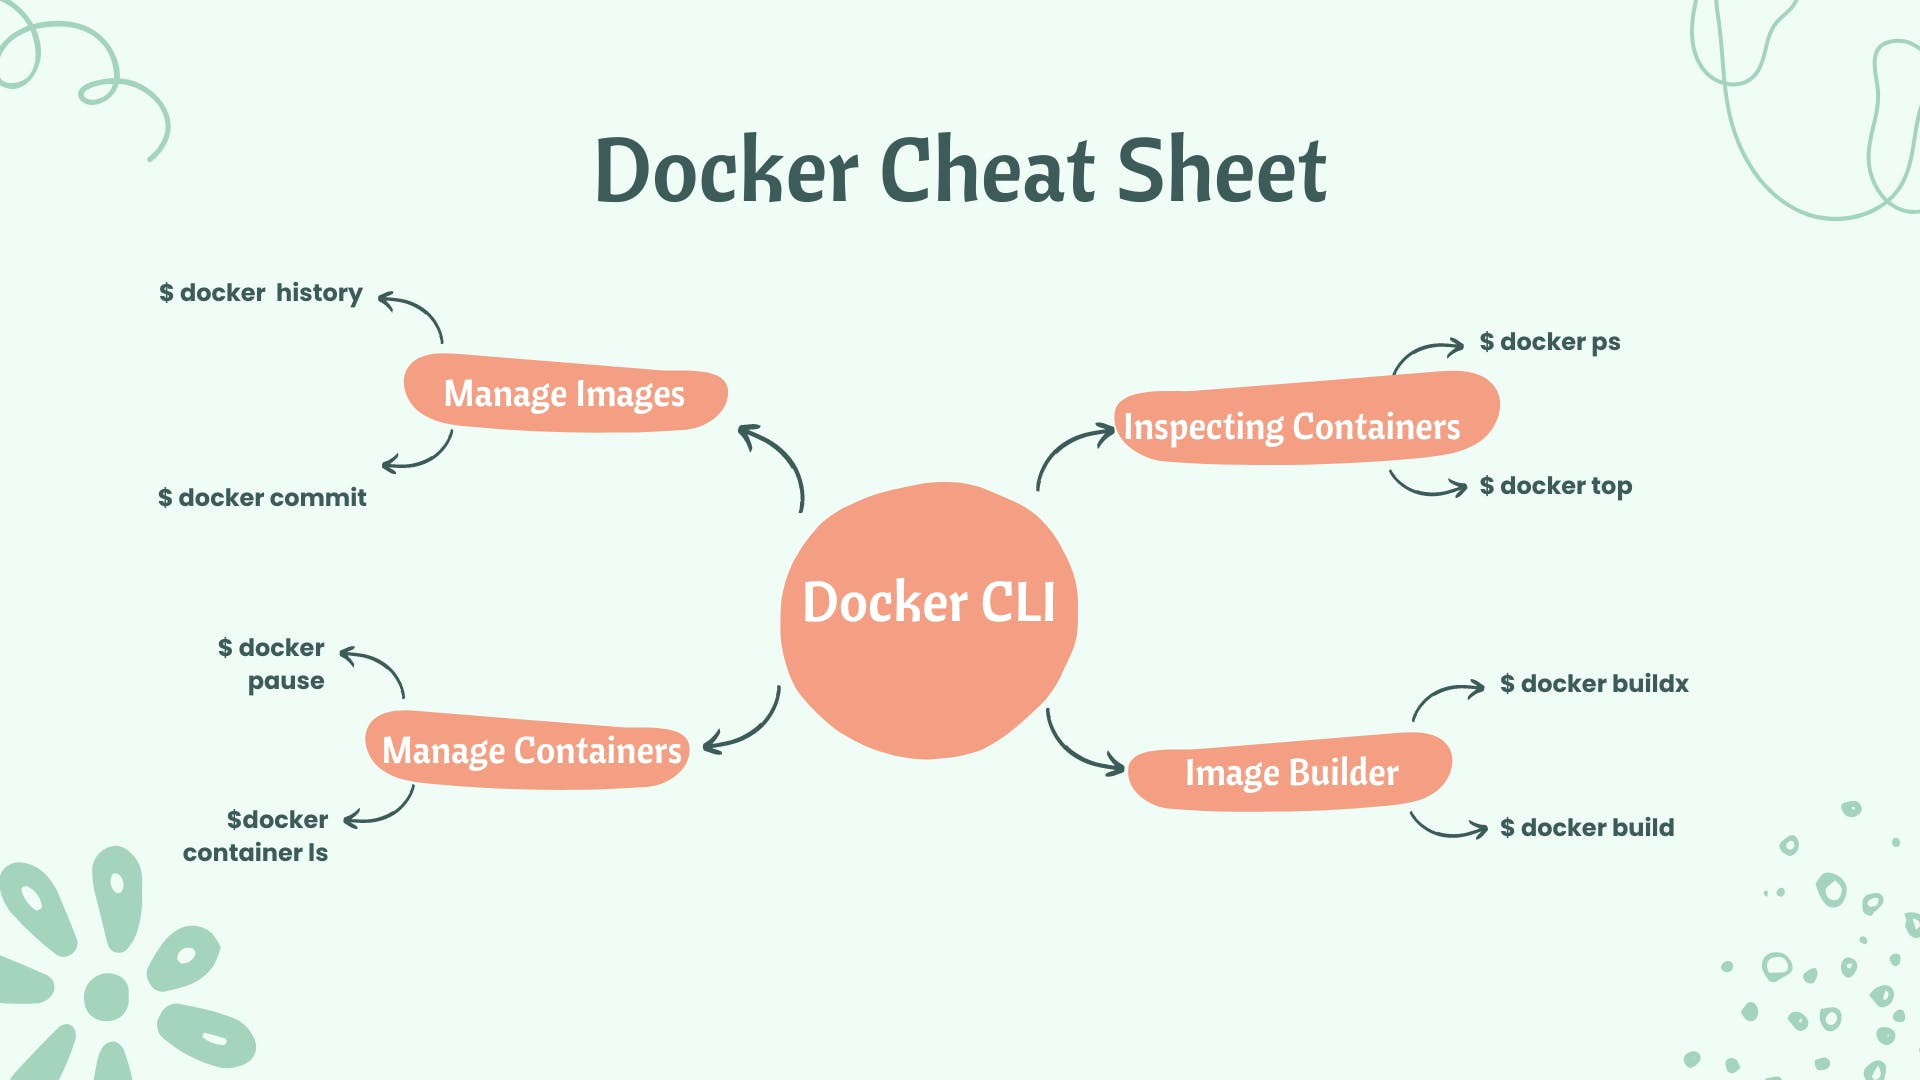 Docker Cheat Sheet
$ docker  history
Manage Images
$ docker commit
$ docker ps
Inspecting Containers
$ docker top
Docker CLI
$ docker
pause
Manage Containers
$docker
container ls
$ docker buildx
Image Builder
$ docker build